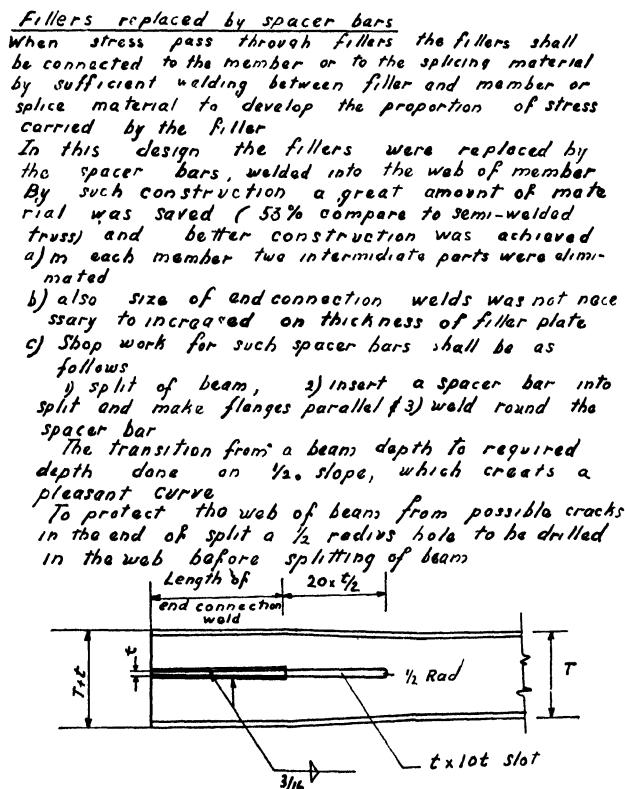 Fillers replaced by spacer bars
When stress pass through fillers the fillers shall
be connected to the member or to the splicing material
by sufficient welding between filler and member or
splice material to develop the proportion of stress
carried by the filler
In this design the fillers were replaced by
the spacer bars, welded into the web of member
By such construction a great amount of mate
rial was saved (53% compare to semi-welded
truss) and better construction was achieved
a) m each member two intermidiate parts were elimi-
mated
b) also size of end connection welds was not nece
ssary to increased on thickness of filler plate
c) Shop work for such spacer bars shall be as
follows
1) split of beam, 2) insert a spacer bar into
split and make flanges parallel & 3) weld round the
spacer bar
The transition from a beam depth to required
depth done on 1/20 slope, which creats a
pleasant curve
To protect the web of beam from possible cracks
in the end of split a 1/2 radius hole to be drilled
in the web before splitting of beam
Length of
end connection
weld
20 x t/2
t
T+t
1/2 Rad
T
t x 10t slot
3/16